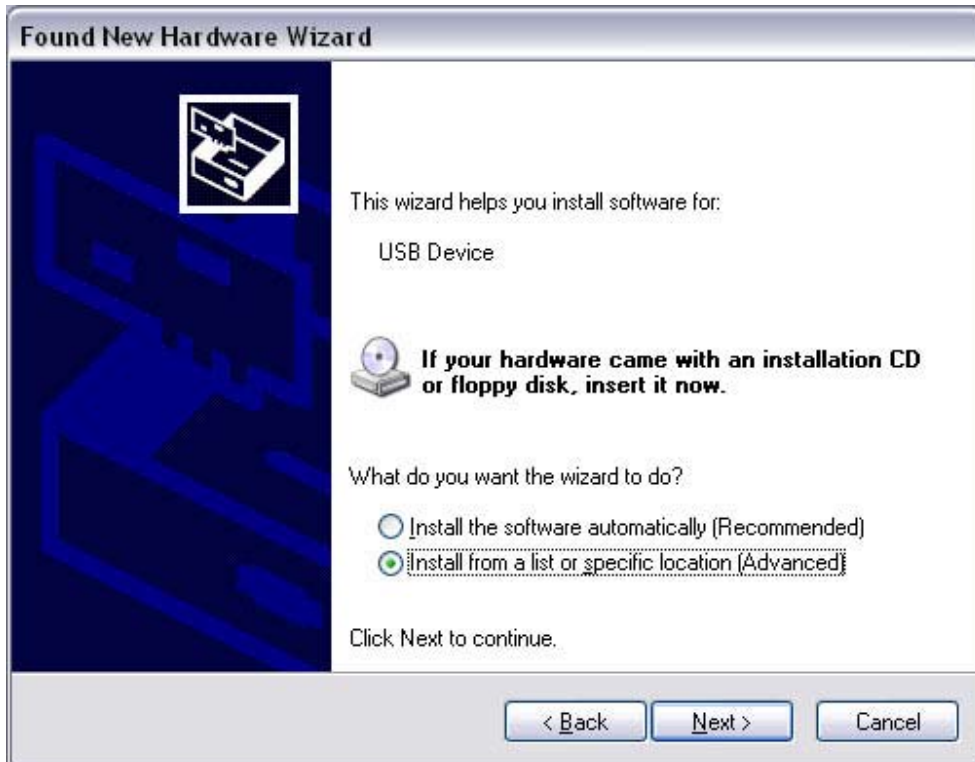 Found New Hardware Wizard
This wizard helps you install software for:
USB Device
If your hardware came with an installation CD
or floppy disk, insert it now.
What do you want the wizard to do?
Install the software automatically (Recommended)
Install from a list or specific location (Advanced)
Click Next to continue.
< Back
Next >
Cancel